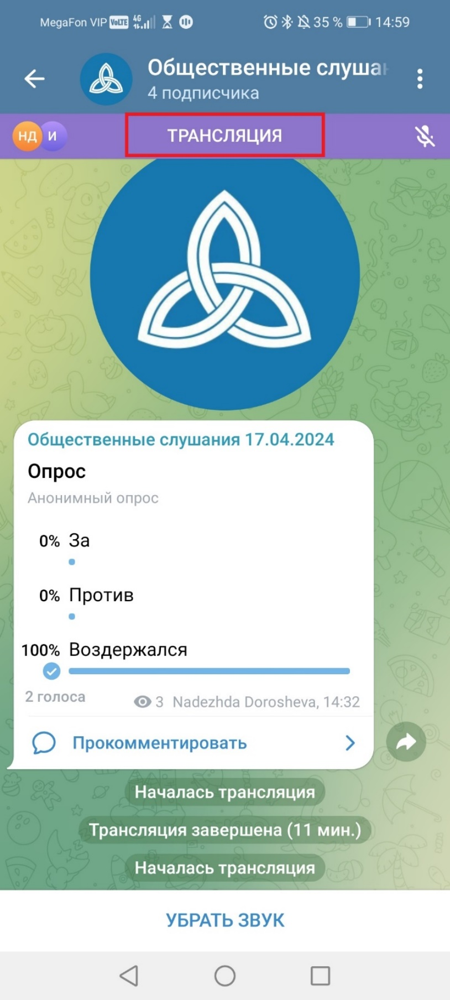 MegaFon VIP VoLTE 4G 35 % 14:59
Общественные слушан
4 подписчика
НД И ТРАНСЛЯЦИЯ
Общественные слушания 17.04.2024
Опрос
Анонимный опрос
0% За
0% Против
100% Воздержался
2 голоса 3 Nadezhda Dorosheva, 14:32
Прокомментировать
Началась трансляция
Трансляция завершена (11 мин.)
Началась трансляция
УБРАТЬ ЗВУК